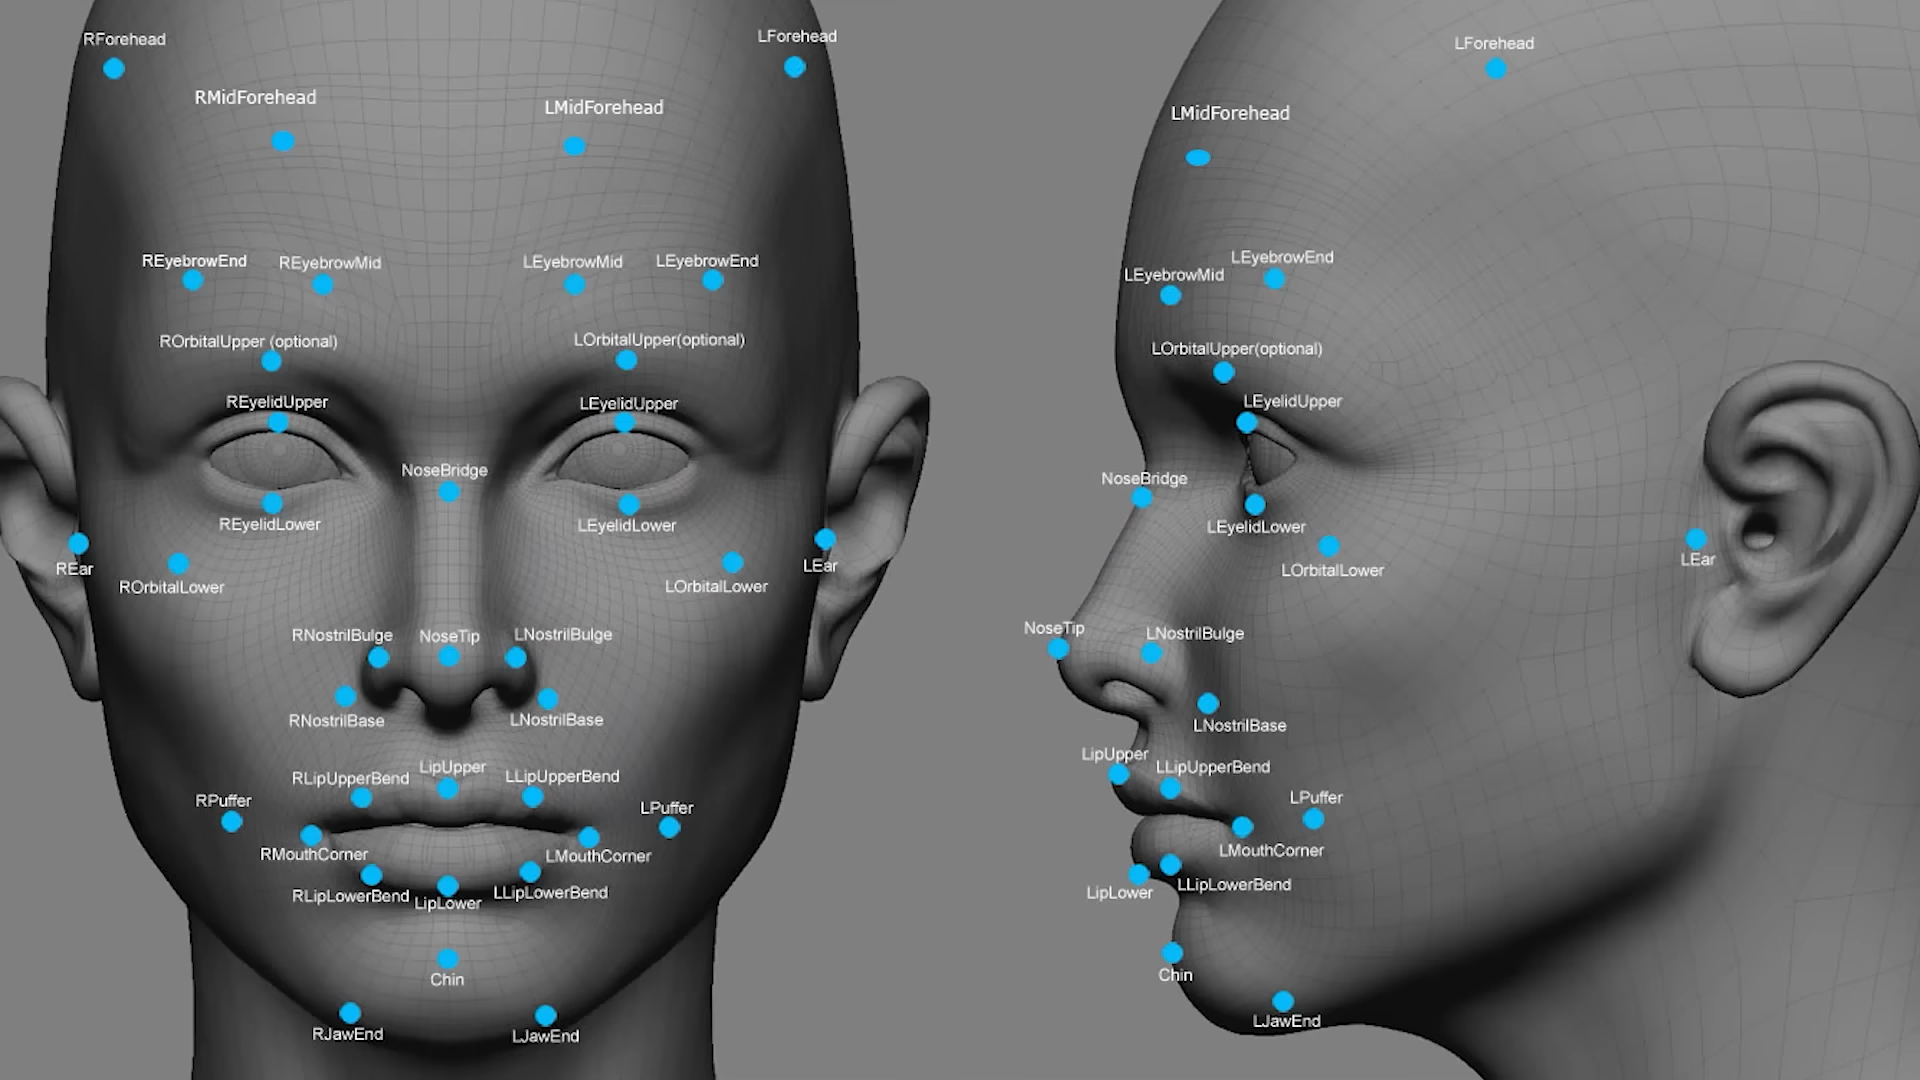 RForehead
LForehead
RMidForehead
LMidForehead
REyebrowEnd
REyebrowMid
LEyebrowMid
LEyebrowEnd
ROrbitalUpper (optional)
LOrbitalUpper(optional)
REyelidUpper
LEyelidUpper
NoseBridge
REyelidLower
LEyelidLower
REar
ROrbitalLower
LOrbitalLower
LEar
RNostrilBulge
NoseTip
LNostrilBulge
RNostrilBase
LNostrilBase
RLipUpperBend
LipUpper
LLipUpperBend
RPuffer
LPuffer
RMouthCorner
LMouthCorner
RLipLowerBend
LipLower
LLipLowerBend
Chin
RJawEnd
LJawEnd
LForehead
LMidForehead
LEyebrowEnd
LEyebrowMid
LOrbitalUpper(optional)
LEyelidUpper
NoseBridge
LEyelidLower
LOrbitalLower
LEar
NoseTip
LNostrilBulge
LNostrilBase
LipUpper
LLipUpperBend
LPuffer
LMouthCorner
LipLower
LLipLowerBend
Chin
LJawEnd